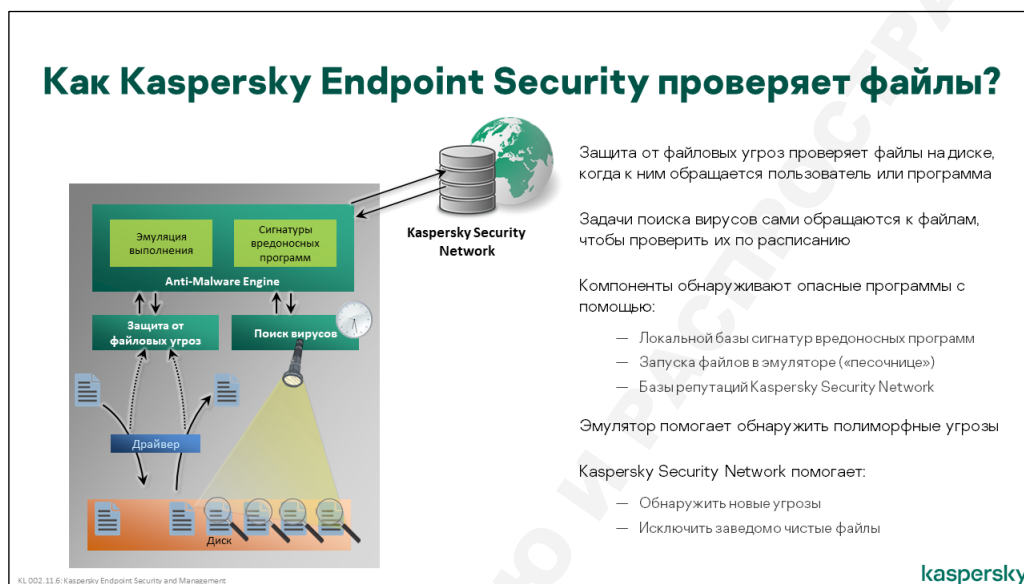 Как Kaspersky Endpoint Security проверяет файлы?
Эмуляция
выполнения
Сигнатуры
вредоносных
программ
Anti-Malware Engine
Защита от
файловых угроз
Поиск вирусов
Драйвер
Диск
Kaspersky Security
Network
Защита от файловых угроз проверяет файлы на диске,
когда к ним обращается пользователь или программа
Задачи поиска вирусов сами обращаются к файлам,
чтобы проверить их по расписанию
Компоненты обнаруживают опасные программы с
помощью:
— Локальной базы сигнатур вредоносных программ
— Запуска файлов в эмуляторе («песочнице»)
— Базы репутаций Kaspersky Security Network
Эмулятор помогает обнаружить полиморфные угрозы
Kaspersky Security Network помогает:
— Обнаружить новые угрозы
— Исключить заведомо чистые файлы
KL 002.11.6: Kaspersky Endpoint Security and Management
kaspersky